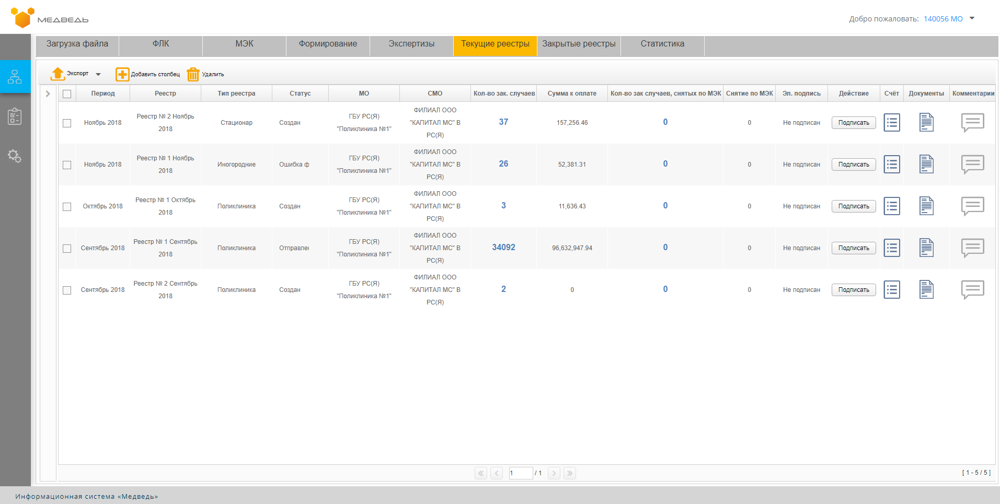 МЕДВЕДЬ
Добро пожаловать: 140056 МО
Загрузка файла ФЛК МЭК Формирование Экспертизы Текущие реестры Закрытые реестры Статистика
Экспорт Добавить столбец Удалить
Период Реестр Тип реестра Статус МО СМО Кол-во зак. случаев Сумма к оплате Кол-во зак случаев, снятых по МЭК Снятие по МЭК Эл. подпись Действие Счёт Документы Комментарии
Ноябрь 2018 Реестр № 2 Ноябрь 2018 Стационар Создан ГБУ РС(Я) "Поликлиника №1" ФИЛИАЛ ООО "КАПИТАЛ МС" В РС(Я) 37 157,256.46 0 0 Не подписан Подписать
Ноябрь 2018 Реестр № 1 Ноябрь 2018 Иногородние Ошибка ф ГБУ РС(Я) "Поликлиника №1" ФИЛИАЛ ООО "КАПИТАЛ МС" В РС(Я) 26 52,381.31 0 0 Не подписан Подписать
Октябрь 2018 Реестр № 1 Октябрь 2018 Поликлиника Создан ГБУ РС(Я) "Поликлиника №1" ФИЛИАЛ ООО "КАПИТАЛ МС" В РС(Я) 3 11,636.43 0 0 Не подписан Подписать
Сентябрь 2018 Реестр № 1 Сентябрь 2018 Поликлиника Отправлен ГБУ РС(Я) "Поликлиника №1" ФИЛИАЛ ООО "КАПИТАЛ МС" В РС(Я) 34092 96,632,947.94 0 0 Не подписан Подписать
Сентябрь 2018 Реестр № 2 Сентябрь 2018 Поликлиника Создан ГБУ РС(Я) "Поликлиника №1" ФИЛИАЛ ООО "КАПИТАЛ МС" В РС(Я) 2 0 0 0 Не подписан Подписать
1 / 1
[ 1 - 5 / 5 ]
Информационная система «Медведь»